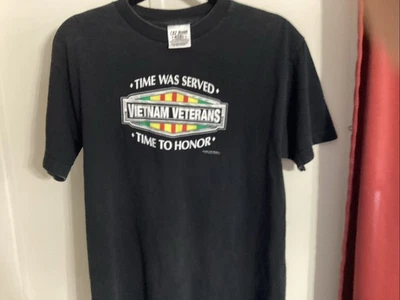 • TIME WAS SERVED •
VIETNAM VETERANS
• TIME TO HONOR •